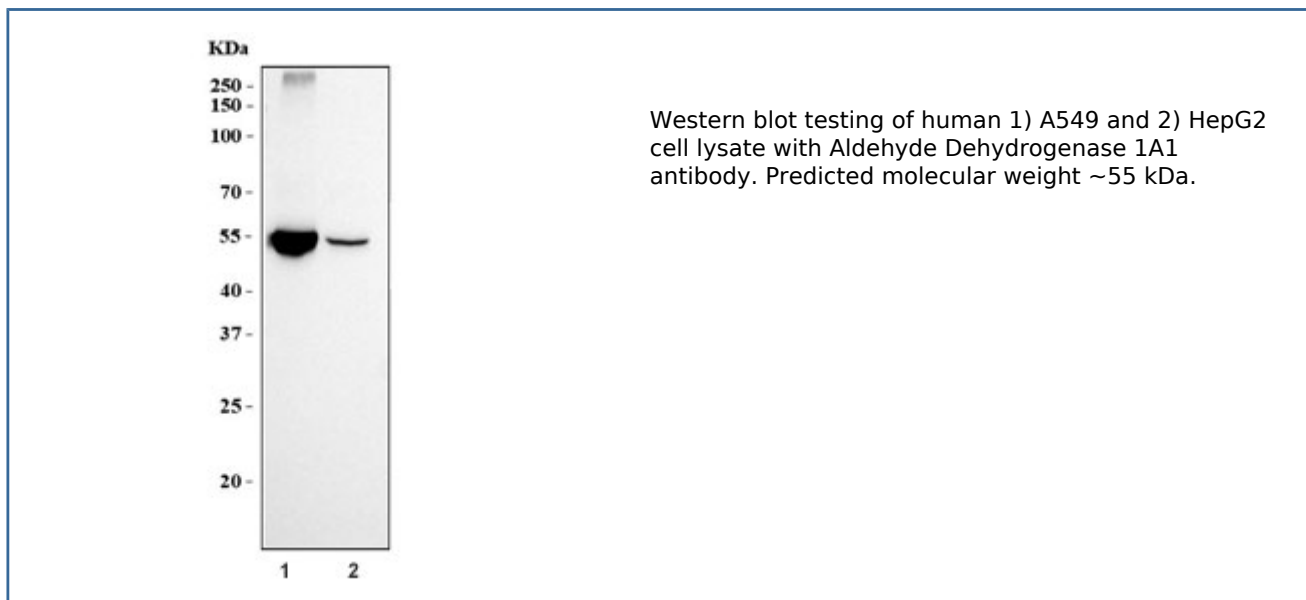 KDa
250 -
150 -
100 -
70 -
55 -
40 -
37 -
25 -
20 -
1 2
Western blot testing of human 1) A549 and 2) HepG2
cell lysate with Aldehyde Dehydrogenase 1A1
antibody. Predicted molecular weight ~55 kDa.